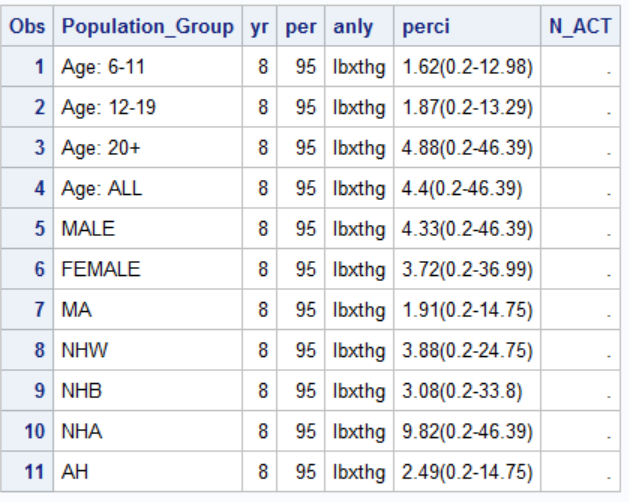 Obs Population_Group yr per anly perci N_ACT
1 Age: 6-11 8 95 lbxthg 1.62(0.2-12.98) .
2 Age: 12-19 8 95 lbxthg 1.87(0.2-13.29) .
3 Age: 20+ 8 95 lbxthg 4.88(0.2-46.39) .
4 Age: ALL 8 95 lbxthg 4.4(0.2-46.39) .
5 MALE 8 95 lbxthg 4.33(0.2-46.39) .
6 FEMALE 8 95 lbxthg 3.72(0.2-36.99) .
7 MA 8 95 lbxthg 1.91(0.2-14.75) .
8 NHW 8 95 lbxthg 3.88(0.2-24.75) .
9 NHB 8 95 lbxthg 3.08(0.2-33.8) .
10 NHA 8 95 lbxthg 9.82(0.2-46.39) .
11 AH 8 95 lbxthg 2.49(0.2-14.75) .